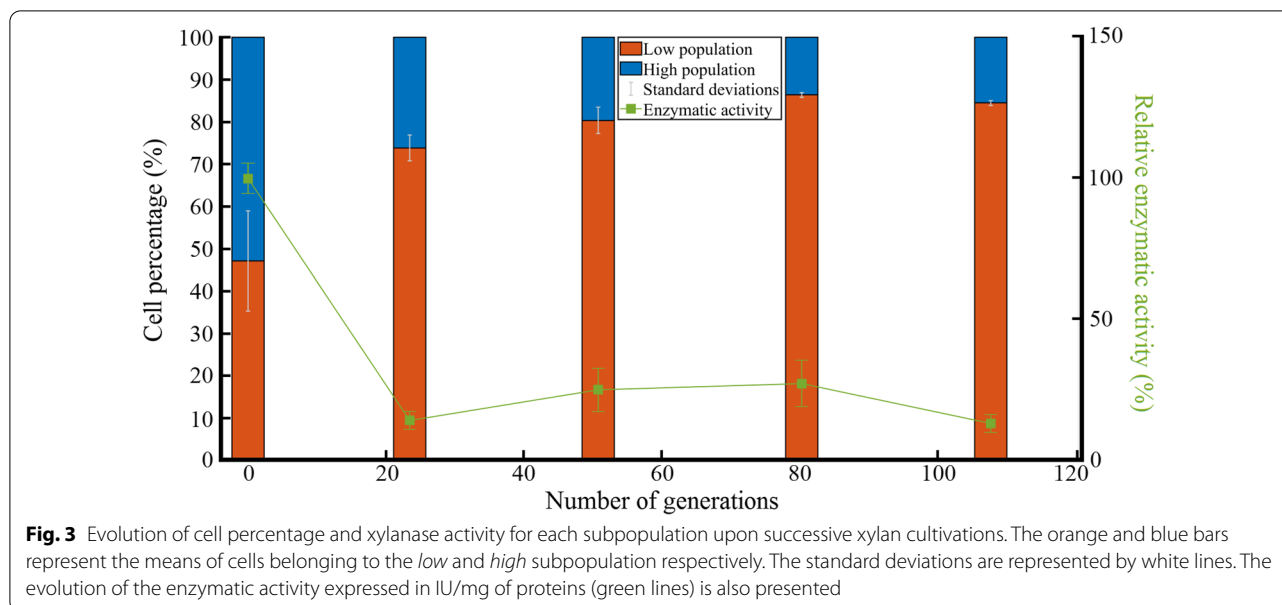 100
90
80
70
60
50
40
30
20
10
0
Cell percentage (%)
Low population
High population
Standard deviations
Enzymatic activity
150
100
50
0
Relative enzymatic activity (%)
0 20 40 60 80 100 120
Number of generations
Fig. 3 Evolution of cell percentage and xylanase activity for each subpopulation upon successive xylan cultivations. The orange and blue bars
represent the means of cells belonging to the low and high subpopulation respectively. The standard deviations are represented by white lines. The
evolution of the enzymatic activity expressed in IU/mg of proteins (green lines) is also presented